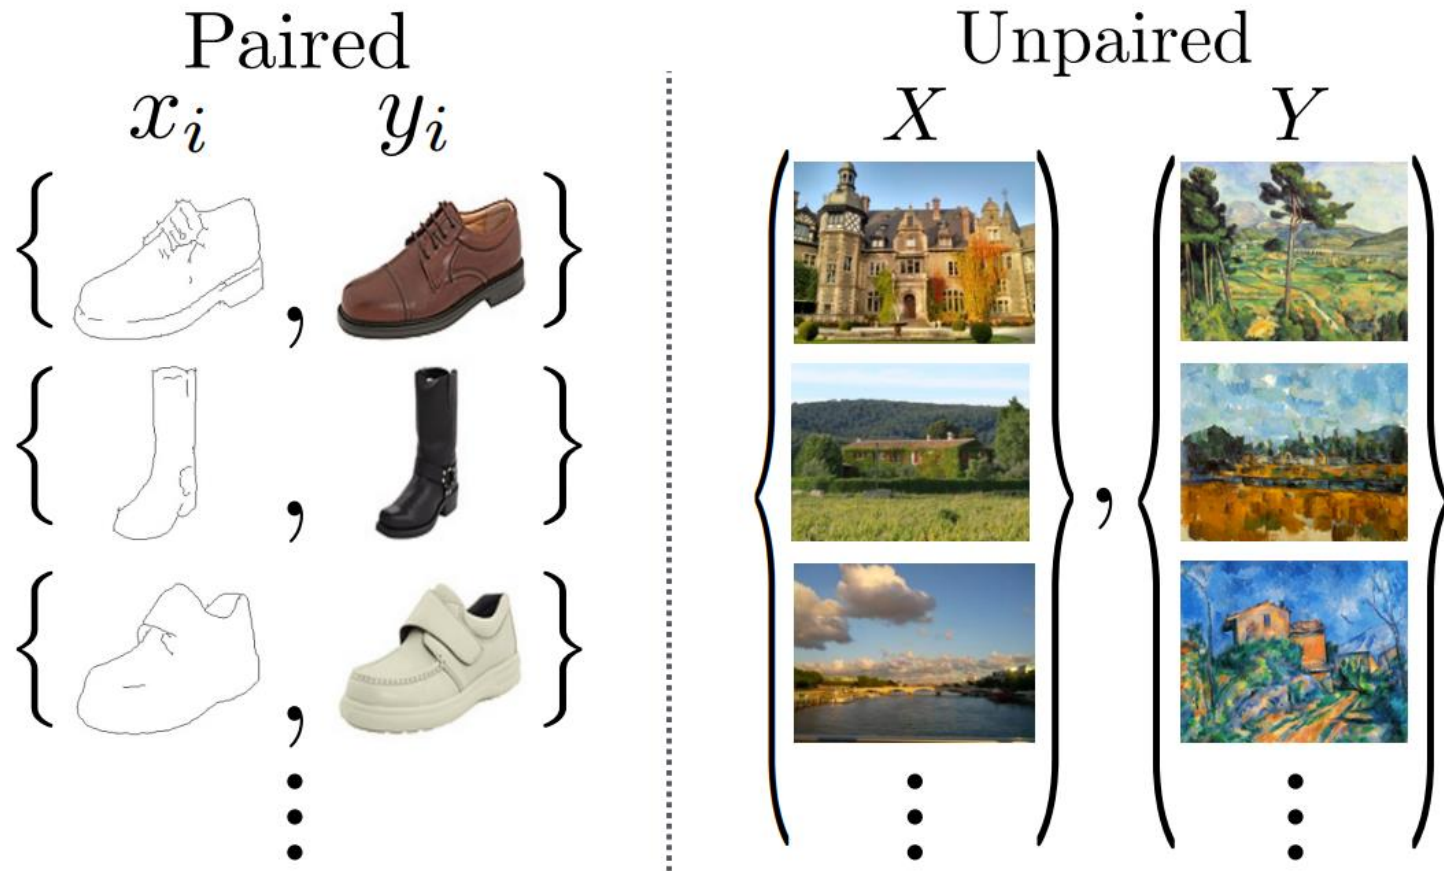 Paired
x_i y_i
{ , }
{ , }
{ , }
⋮
Unpaired
X Y
{ ⋮ } , { ⋮ }